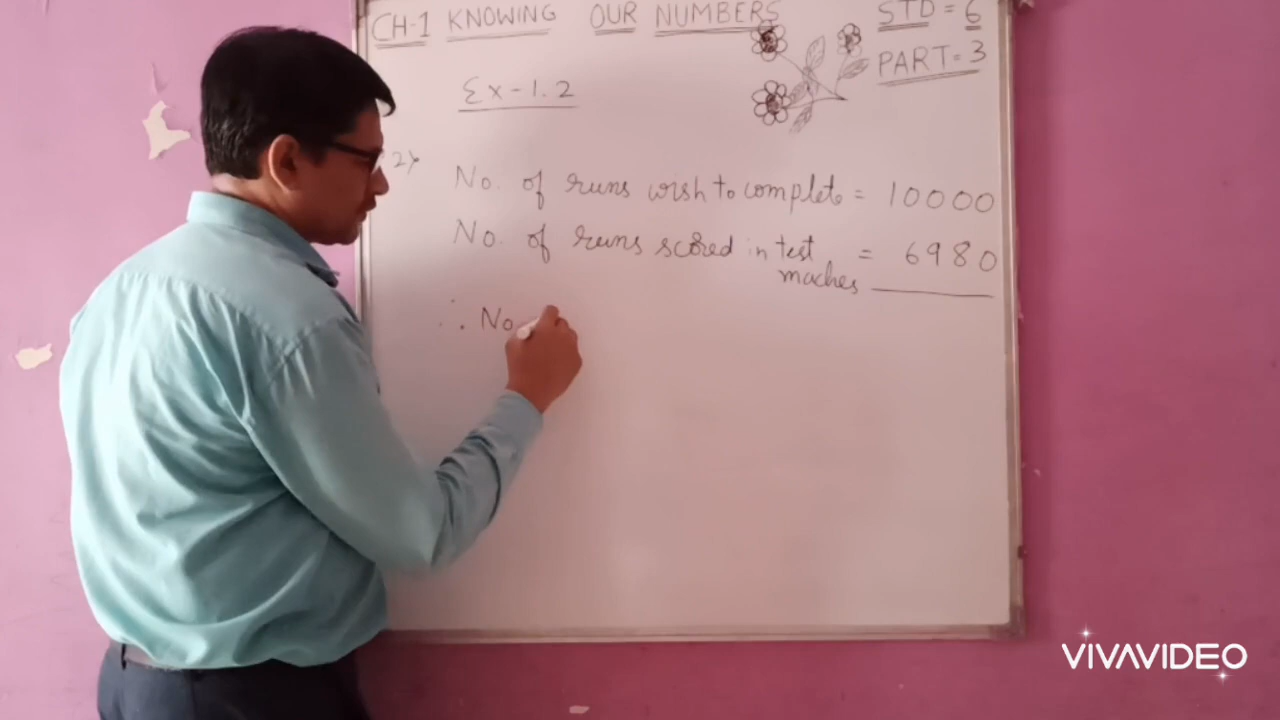 CH-1 KNOWING OUR NUMBERS
STD = 6
PART = 3
Ex-1.2
2)
No. of runs wish to complete = 10000
No. of runs scored in test maches = 6980
∴ No
VIVAVIDEO